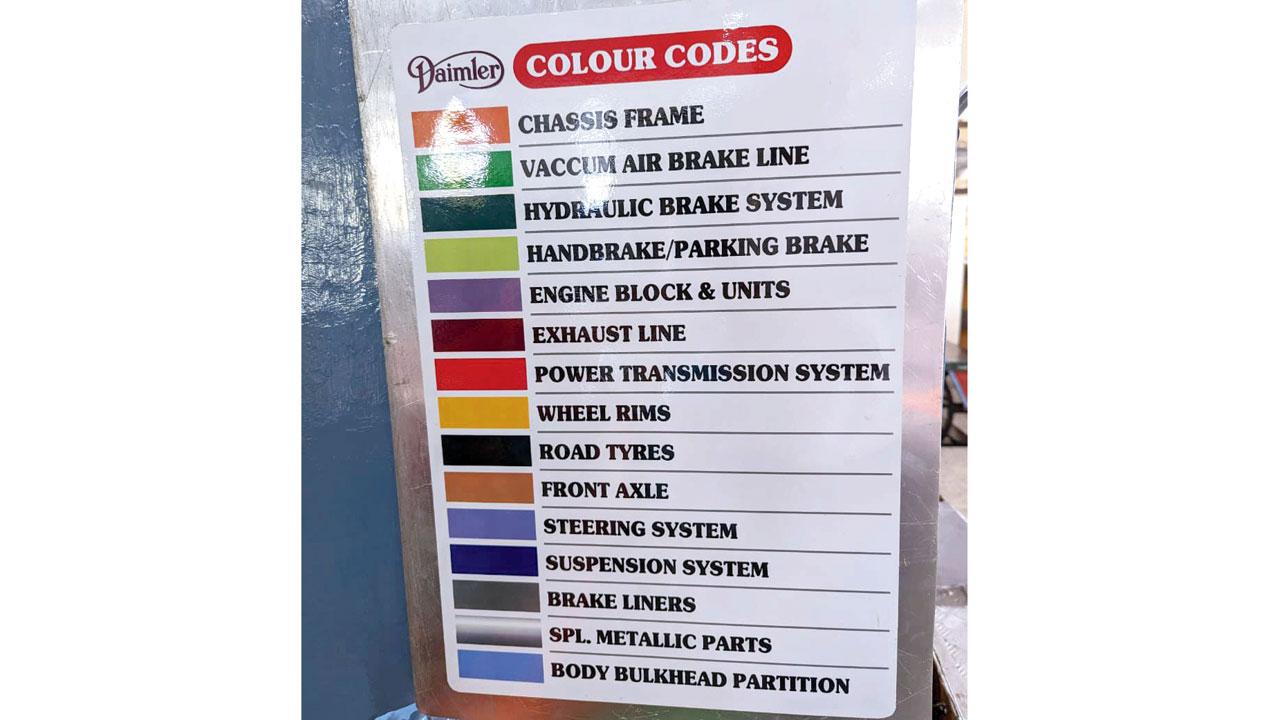 Daimler COLOUR CODES
CHASSIS FRAME
VACCUM AIR BRAKE LINE
HYDRAULIC BRAKE SYSTEM
HANDBRAKE/PARKING BRAKE
ENGINE BLOCK & UNITS
EXHAUST LINE
POWER TRANSMISSION SYSTEM
WHEEL RIMS
ROAD TYRES
FRONT AXLE
STEERING SYSTEM
SUSPENSION SYSTEM
BRAKE LINERS
SPL. METALLIC PARTS
BODY BULKHEAD PARTITION